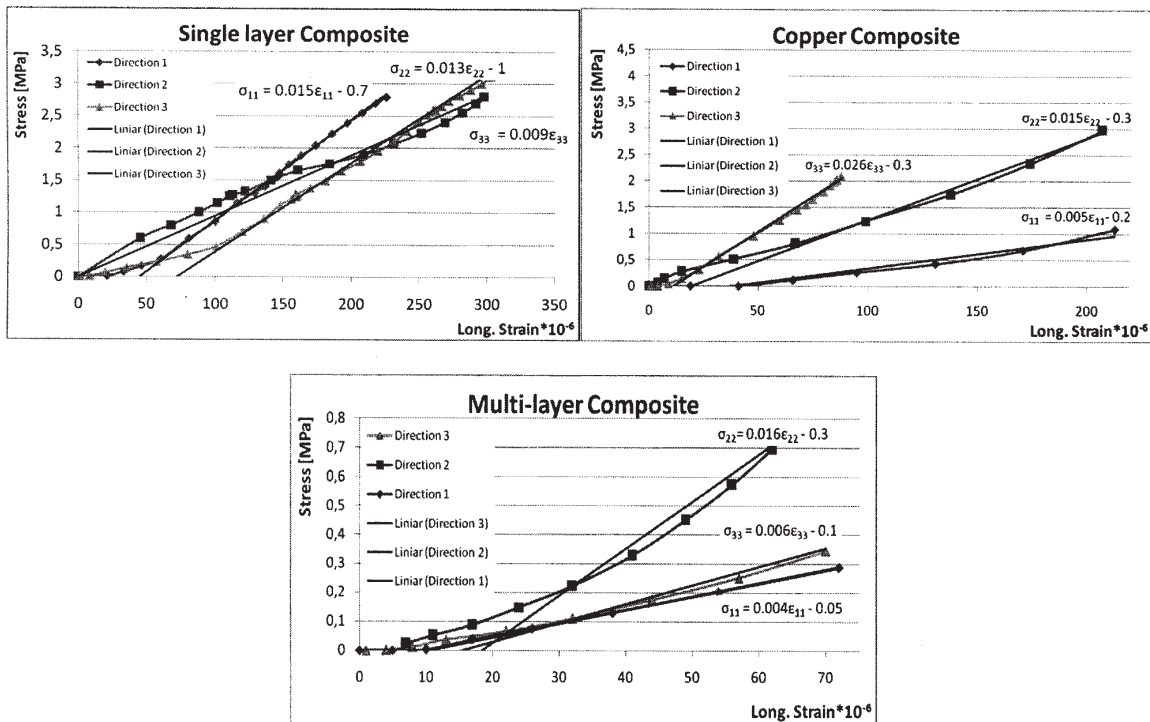 Single layer Composite
Stress [MPa]
3,5
3
2,5
2
1,5
1
0,5
0
Direction 1
Direction 2
Direction 3
Liniar (Direction 1)
Liniar (Direction 2)
Liniar (Direction 3)
σ11 = 0.015ε11 - 0.7
σ22 = 0.013ε22 - 1
σ33 = 0.009ε33
0 50 100 150 200 250 300 350
Long. Strain*10-6
Copper Composite
Stress [MPa]
4,5
4
3,5
3
2,5
2
1,5
1
0,5
0
Direction 1
Direction 2
Direction 3
Liniar (Direction 1)
Liniar (Direction 2)
Liniar (Direction 3)
σ22 = 0.015ε22 - 0.3
σ33 = 0.026ε33 - 0.3
σ11 = 0.005ε11 - 0.2
0 50 100 150 200
Long. Strain*10-6
Multi-layer Composite
Stress [MPa]
0,8
0,7
0,6
0,5
0,4
0,3
0,2
0,1
0
Direction 3
Direction 2
Direction 1
Liniar (Direction 3)
Liniar (Direction 2)
Liniar (Direction 1)
σ22 = 0.016ε22 - 0.3
σ33 = 0.006ε33 - 0.1
σ11 = 0.004ε11 - 0.05
0 10 20 30 40 50 60 70
Long. Strain*10-6